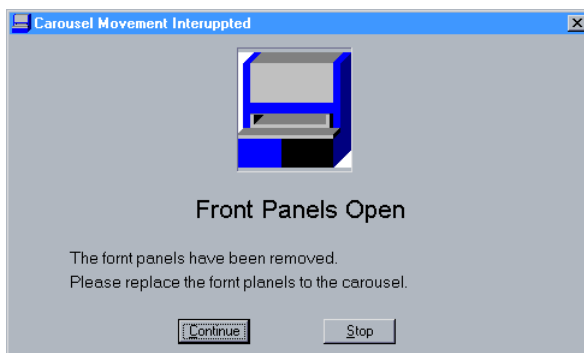 Carousel Movement Interuppted
Front Panels Open
The fornt panels have been removed.
Please replace the fornt planels to the carousel.
Continue
Stop